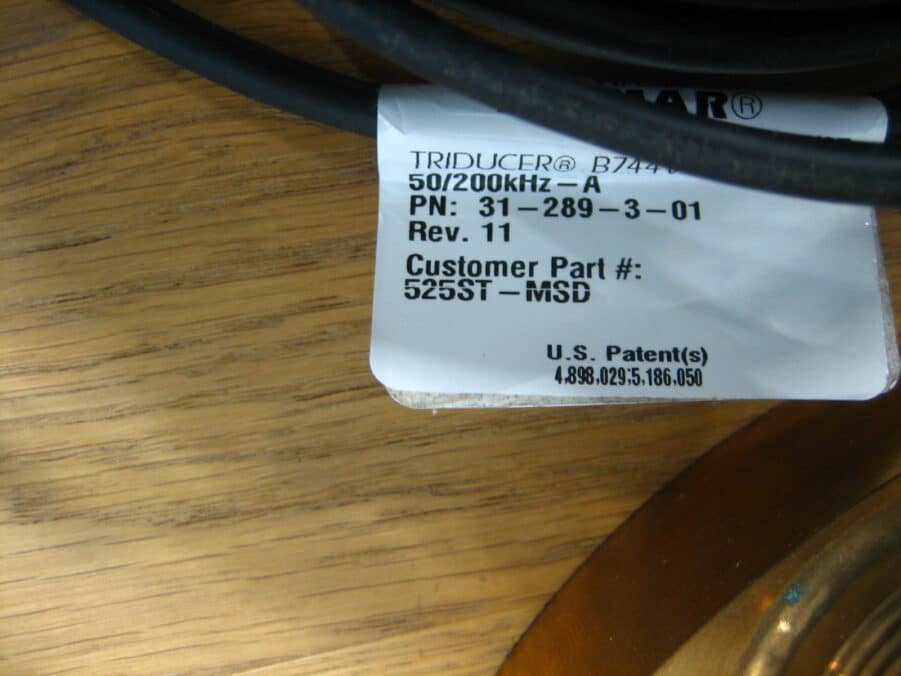 MAR®
TRIDUCER® B744
50/200kHz-A
PN: 31-289-3-01
Rev. 11
Customer Part #:
525ST-MSD
U.S. Patent(s)
4,898,029;5,186,050